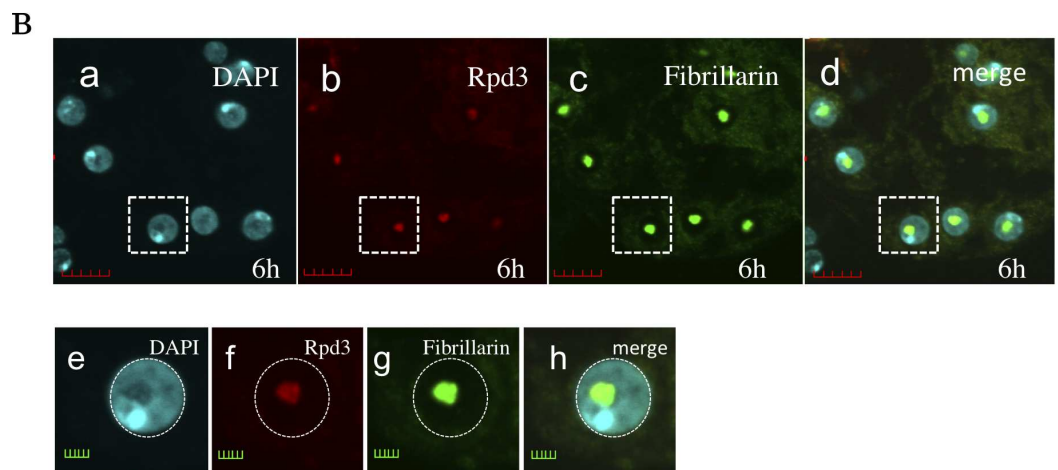 B
a DAPI 6h
b Rpd3 6h
c Fibrillarin 6h
d merge 6h
e DAPI
f Rpd3
g Fibrillarin
h merge